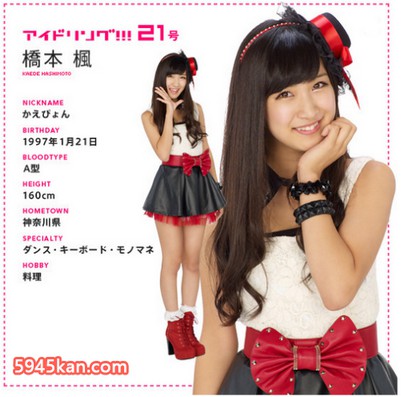 アイドリング!!! 21号
橋本 楓
KAEDE HASHIMOTO
NICKNAME
かえぴょん
BIRTHDAY
1997年1月21日
BLOODTYPE
A型
HEIGHT
160cm
HOMETOWN
神奈川県
SPECIALTY
ダンス・キーボード・モノマネ
HOBBY
料理
5945kan.com